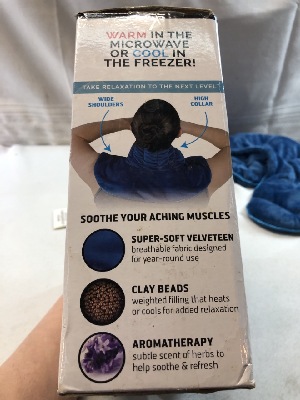 WARM IN THE
MICROWAVE
OR COOL IN
THE FREEZER!
TAKE RELAXATION TO THE NEXT LEVEL
WIDE
SHOULDERS
HIGH
COLLAR
SOOTHE YOUR ACHING MUSCLES
SUPER-SOFT VELVETEEN
breathable fabric designed
for year-round use
CLAY BEADS
weighted filling that heats
or cools for added relaxation
AROMATHERAPY
subtle scent of herbs to
help soothe & refresh